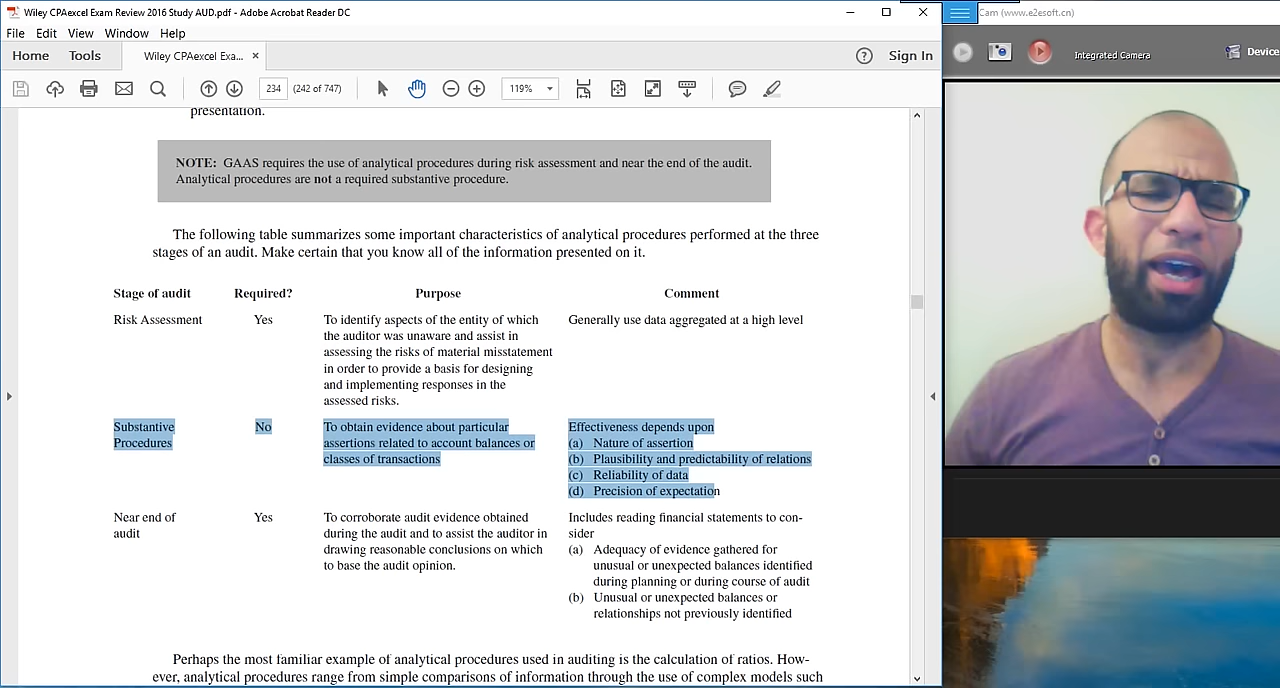 Wiley CPAexcel Exam Review 2016 Study AUD.pdf - Adobe Acrobat Reader DC
Cam (www.e2esoft.cn)
File Edit View Window Help
Home Tools Wiley CPAexcel Exa... × ? Sign In
Integrated Camera Device
234 (242 of 747) 119%
presentation.
NOTE: GAAS requires the use of analytical procedures during risk assessment and near the end of the audit.
Analytical procedures are not a required substantive procedure.
The following table summarizes some important characteristics of analytical procedures performed at the three
stages of an audit. Make certain that you know all of the information presented on it.
Stage of audit Required? Purpose Comment
Risk Assessment Yes To identify aspects of the entity of which Generally use data aggregated at a high level
the auditor was unaware and assist in
assessing the risks of material misstatement
in order to provide a basis for designing
and implementing responses in the
assessed risks.
Substantive No To obtain evidence about particular Effectiveness depends upon
Procedures assertions related to account balances or (a) Nature of assertion
classes of transactions (b) Plausibility and predictability of relations
(c) Reliability of data
(d) Precision of expectation
Near end of Yes To corroborate audit evidence obtained Includes reading financial statements to con-
audit during the audit and to assist the auditor in sider
drawing reasonable conclusions on which (a) Adequacy of evidence gathered for
to base the audit opinion. unusual or unexpected balances identified
during planning or during course of audit
(b) Unusual or unexpected balances or
relationships not previously identified
Perhaps the most familiar example of analytical procedures used in auditing is the calculation of ratios. How-
ever, analytical procedures range from simple comparisons of information through the use of complex models such